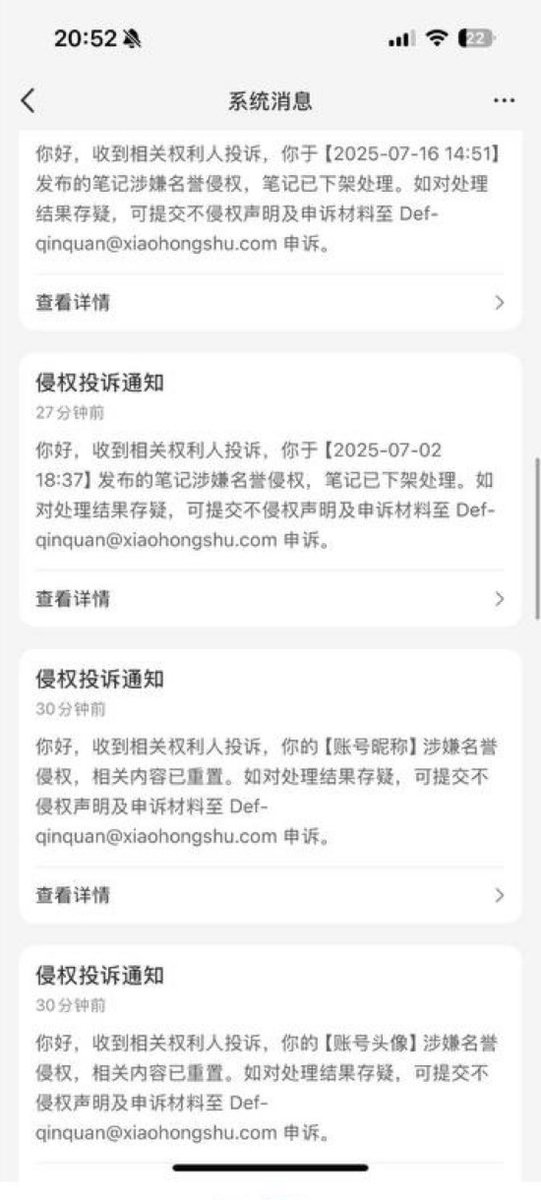 20:52
22
系统消息
你好，收到相关权利人投诉，你于【2025-07-16 14:51】
发布的笔记涉嫌名誉侵权，笔记已下架处理。如对处理
结果存疑，可提交不侵权声明及申诉材料至 Def-
qinquan@xiaohongshu.com 申诉。
查看详情
侵权投诉通知
27分钟前
你好，收到相关权利人投诉，你于【2025-07-02
18:37】发布的笔记涉嫌名誉侵权，笔记已下架处理。如
对处理结果存疑，可提交不侵权声明及申诉材料至 Def-
qinquan@xiaohongshu.com 申诉。
查看详情
侵权投诉通知
30分钟前
你好，收到相关权利人投诉，你的【账号昵称】涉嫌名誉
侵权，相关内容已重置。如对处理结果存疑，可提交不
侵权声明及申诉材料至 Def-
qinquan@xiaohongshu.com 申诉。
查看详情
侵权投诉通知
30分钟前
你好，收到相关权利人投诉，你的【账号头像】涉嫌名誉
侵权，相关内容已重置。如对处理结果存疑，可提交不
侵权声明及申诉材料至 Def-
qinquan@xiaohongshu.com 申诉。